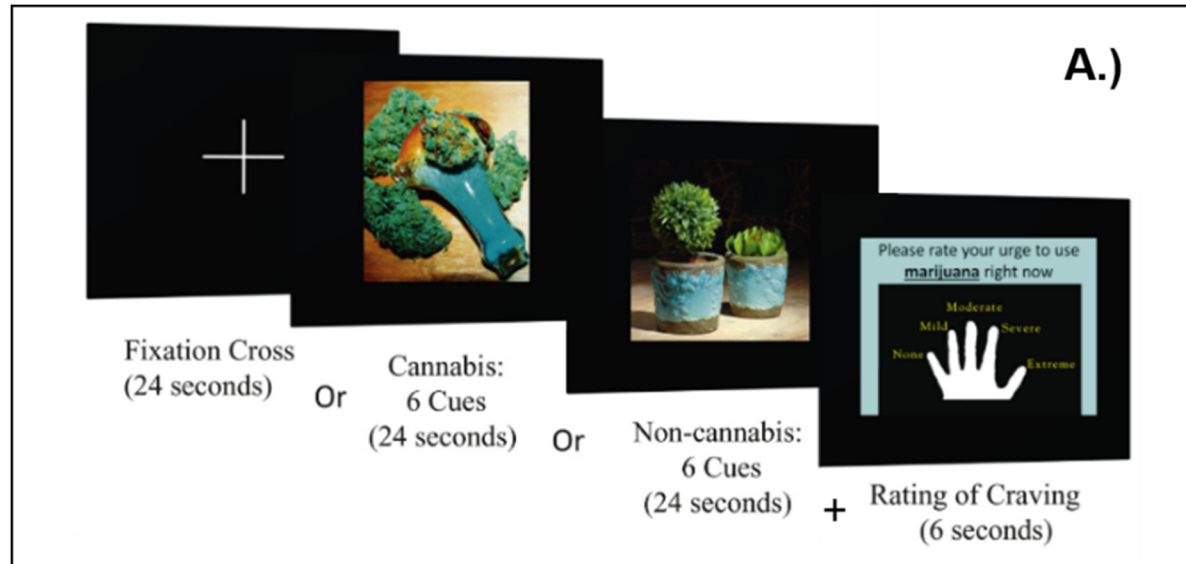 A.)
Fixation Cross
(24 seconds)
Or
Cannabis:
6 Cues
(24 seconds)
Or
Non-cannabis:
6 Cues
(24 seconds)
+
Please rate your urge to use
marijuana right now
Moderate
Mild
Severe
None
Extreme
Rating of Craving
(6 seconds)